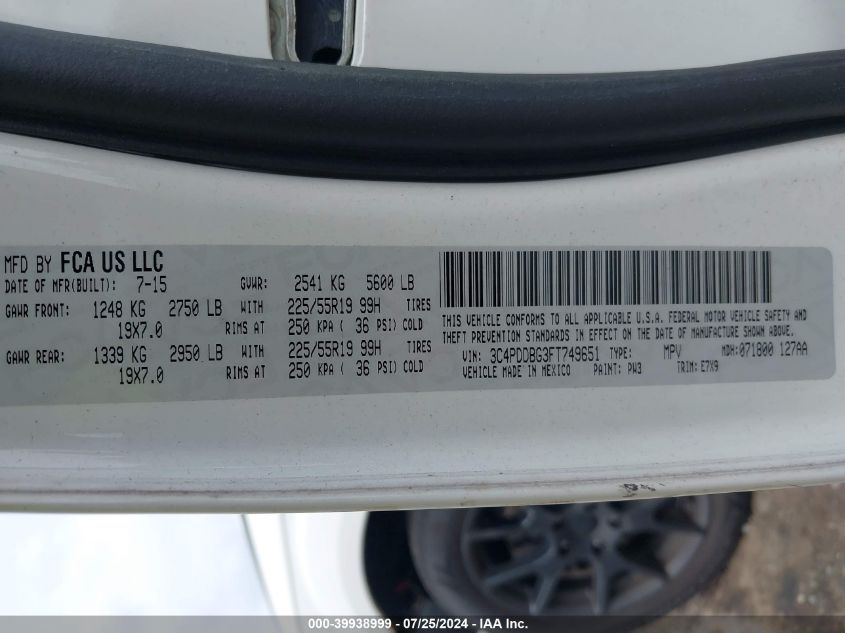 MFD BY FCA US LLC
DATE OF MFR(BUILT): 7-15 GVWR: 2541 KG 5600 LB
GAWR FRONT: 1248 KG 2750 LB WITH 225/55R19 99H TIRES
19X7.0 RIMS AT 250 KPA ( 36 PSI) COLD
GAWR REAR: 1339 KG 2950 LB WITH 225/55R19 99H TIRES
19X7.0 RIMS AT 250 KPA ( 36 PSI) COLD
THIS VEHICLE CONFORMS TO ALL APPLICABLE U.S.A. FEDERAL MOTOR VEHICLE SAFETY AND
THEFT PREVENTION STANDARDS IN EFFECT ON THE DATE OF MANUFACTURE SHOWN ABOVE.
VIN: 3C4PDDBG3FT749651 TYPE: MPV MDH:071800 127AA
VEHICLE MADE IN MEXICO PAINT: PW3 TRIM: E7X9
000-39938999 - 07/25/2024 - IAA Inc.